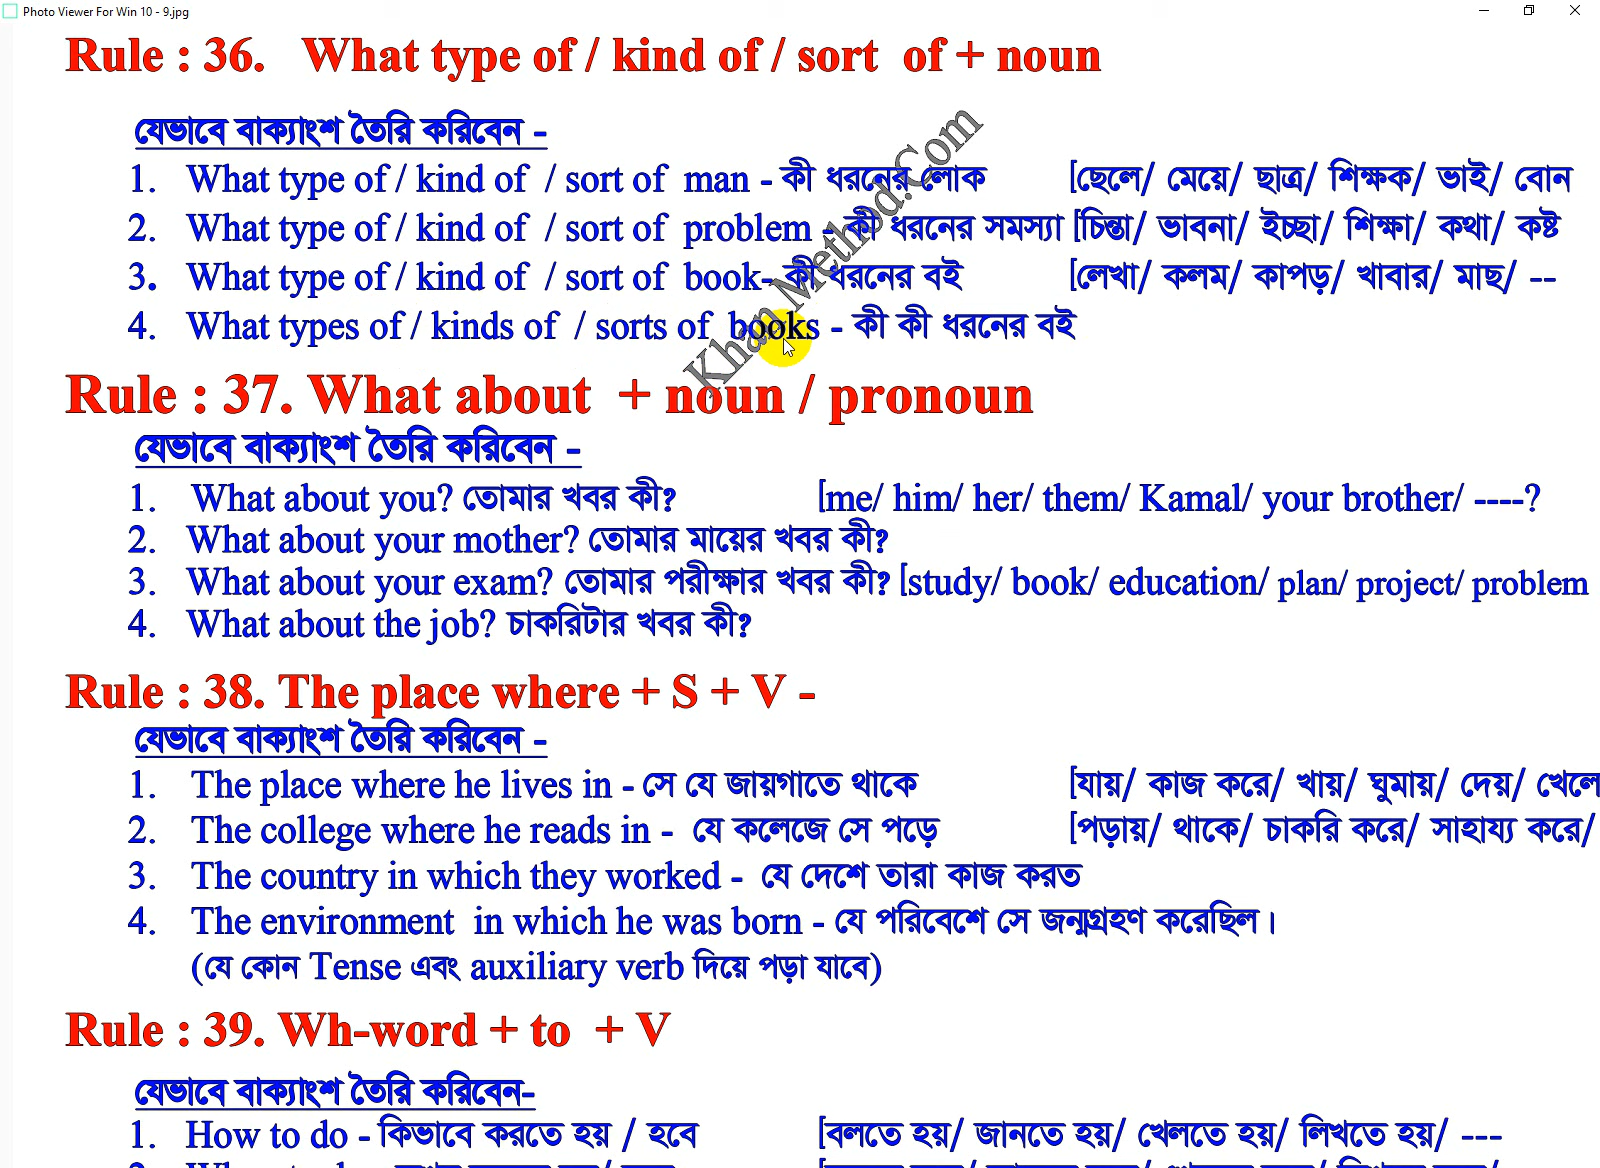 Photo Viewer For Win 10 - 9.jpg
Rule : 36. What type of / kind of / sort of + noun
যেভাবে বাক্যাংশ তৈরি করিবেন -
1. What type of / kind of / sort of man - কী ধরনের লোক [ছেলে/ মেয়ে/ ছাত্র/ শিক্ষক/ ভাই/ বোন
2. What type of / kind of / sort of problem - কী ধরনের সমস্যা [চিন্তা/ ভাবনা/ ইচ্ছা/ শিক্ষা/ কথা/ কষ্ট
3. What type of / kind of / sort of book- কী ধরনের বই [লেখা/ কলম/ কাপড়/ খাবার/ মাছ/ --
4. What types of / kinds of / sorts of books - কী কী ধরনের বই
Khan Method.Com
Rule : 37. What about + noun / pronoun
যেভাবে বাক্যাংশ তৈরি করিবেন -
1. What about you? তোমার খবর কী? [me/ him/ her/ them/ Kamal/ your brother/ ----?
2. What about your mother? তোমার মায়ের খবর কী?
3. What about your exam? তোমার পরীক্ষার খবর কী? [study/ book/ education/ plan/ project/ problem
4. What about the job? চাকরিটার খবর কী?
Rule : 38. The place where + S + V -
যেভাবে বাক্যাংশ তৈরি করিবেন -
1. The place where he lives in - সে যে জায়গাতে থাকে [যায়/ কাজ করে/ খায়/ ঘুমায়/ দেয়/ খেলে
2. The college where he reads in - যে কলেজে সে পড়ে [পড়ায়/ থাকে/ চাকরি করে/ সাহায্য করে/
3. The country in which they worked - যে দেশে তারা কাজ করত
4. The environment in which he was born - যে পরিবেশে সে জন্মগ্রহণ করেছিল।
(যে কোন Tense এবং auxiliary verb দিয়ে পড়া যাবে)
Rule : 39. Wh-word + to + V
যেভাবে বাক্যাংশ তৈরি করিবেন-
1. How to do - কিভাবে করতে হয় / হবে [বলতে হয়/ জানতে হয়/ খেলতে হয়/ লিখতে হয়/ ---